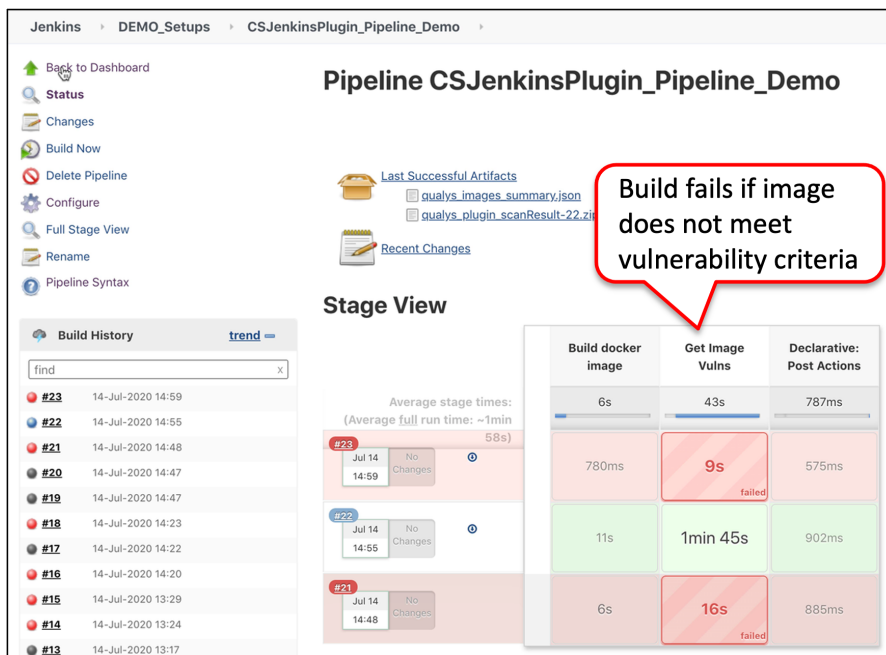 Jenkins DEMO_Setups CSJenkinsPlugin_Pipeline_Demo
Back to Dashboard
Status
Changes
Build Now
Delete Pipeline
Configure
Full Stage View
Rename
Pipeline Syntax
Build History trend
find x
#23 14-Jul-2020 14:59
#22 14-Jul-2020 14:55
#21 14-Jul-2020 14:48
#20 14-Jul-2020 14:47
#19 14-Jul-2020 14:47
#18 14-Jul-2020 14:23
#17 14-Jul-2020 14:22
#16 14-Jul-2020 14:20
#15 14-Jul-2020 13:29
#14 14-Jul-2020 13:24
#13 14-Jul-2020 13:17
Pipeline CSJenkinsPlugin_Pipeline_Demo
Last Successful Artifacts
qualys_images_summary.json
qualys_plugin_scanResult-22.zip
Recent Changes
Build fails if image
does not meet
vulnerability criteria
Stage View
Build docker
image
Get Image
Vulns
Declarative:
Post Actions
Average stage times:
(Average full run time: ~1min
58s)
6s 43s 787ms
#23
Jul 14
14:59
No
Changes
780ms 9s 575ms
failed
#22
Jul 14
14:55
No
Changes
11s 1min 45s 902ms
#21
Jul 14
14:48
No
Changes
6s 16s 885ms
failed